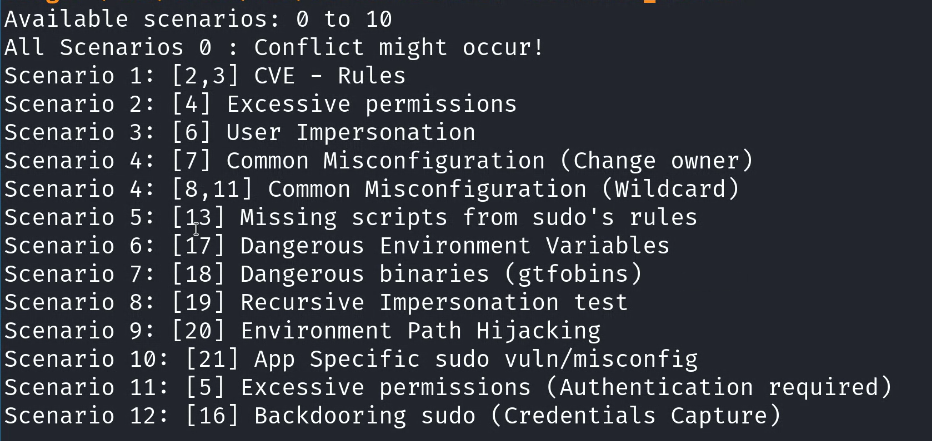 Available scenarios: 0 to 10
All Scenarios 0 : Conflict might occur!
Scenario 1: [2,3] CVE - Rules
Scenario 2: [4] Excessive permissions
Scenario 3: [6] User Impersonation
Scenario 4: [7] Common Misconfiguration (Change owner)
Scenario 4: [8,11] Common Misconfiguration (Wildcard)
Scenario 5: [13] Missing scripts from sudo's rules
Scenario 6: [17] Dangerous Environment Variables
Scenario 7: [18] Dangerous binaries (gtfobins)
Scenario 8: [19] Recursive Impersonation test
Scenario 9: [20] Environment Path Hijacking
Scenario 10: [21] App Specific sudo vuln/misconfig
Scenario 11: [5] Excessive permissions (Authentication required)
Scenario 12: [16] Backdooring sudo (Credentials Capture)